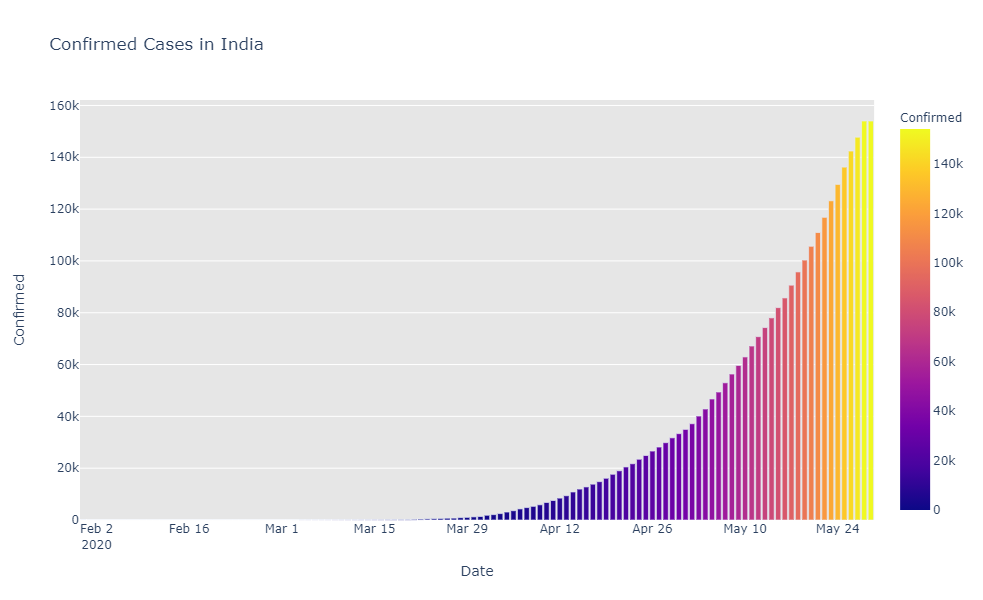 Confirmed Cases in India
Confirmed
160k
140k
120k
100k
80k
60k
40k
20k
0
Feb 2
2020
Feb 16
Mar 1
Mar 15
Mar 29
Apr 12
Apr 26
May 10
May 24
Date
Confirmed
140k
120k
100k
80k
60k
40k
20k
0